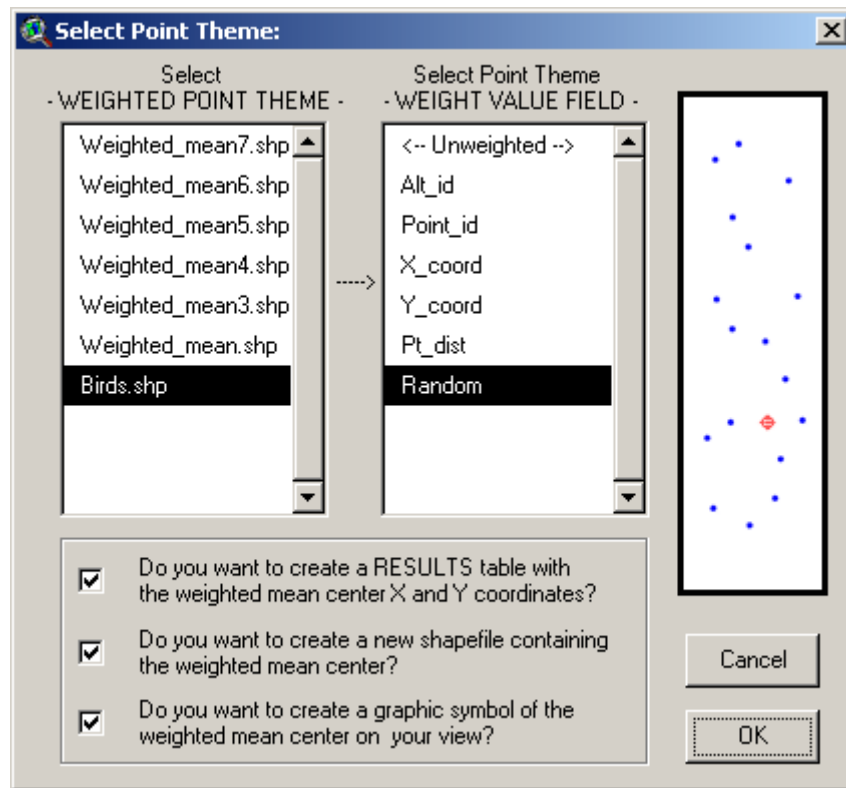 Select Point Theme:
Select
- WEIGHTED POINT THEME -
Weighted_mean7.shp
Weighted_mean6.shp
Weighted_mean5.shp
Weighted_mean4.shp
Weighted_mean3.shp
Weighted_mean.shp
Birds.shp
---->
Select Point Theme
- WEIGHT VALUE FIELD -
<-- Unweighted -->
Alt_id
Point_id
X_coord
Y_coord
Pt_dist
Random
Do you want to create a RESULTS table with
the weighted mean center X and Y coordinates?
Do you want to create a new shapefile containing
the weighted mean center?
Do you want to create a graphic symbol of the
weighted mean center on your view?
Cancel
OK